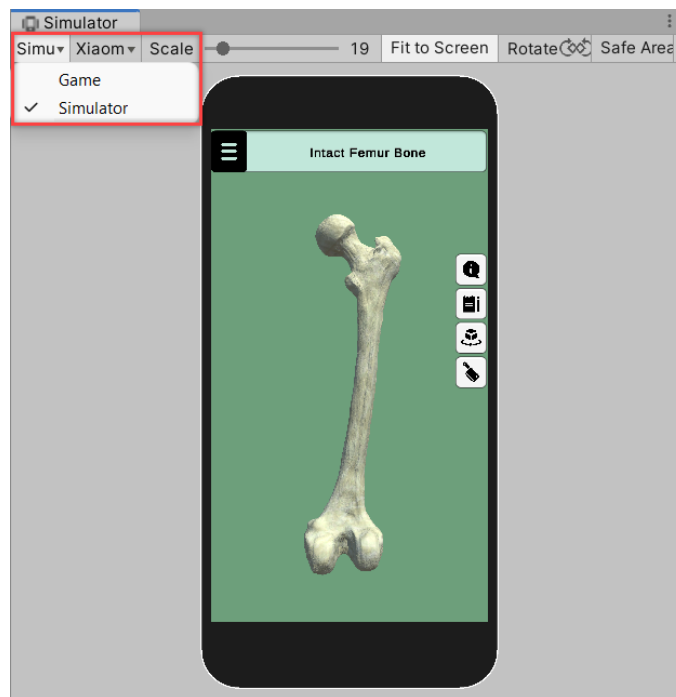 Simulator
Simu Xiaom Scale 19 Fit to Screen Rotate Safe Area
Game
Simulator
Intact Femur Bone